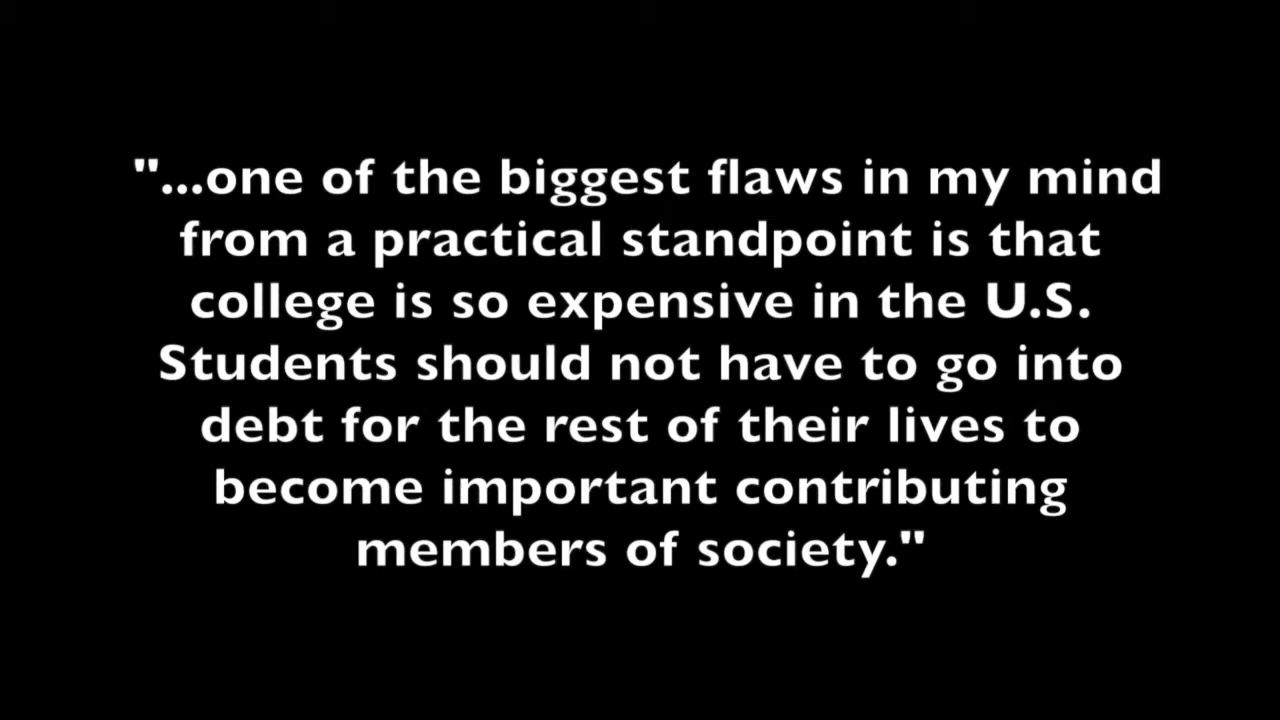 "...one of the biggest flaws in my mind
from a practical standpoint is that
college is so expensive in the U.S.
Students should not have to go into
debt for the rest of their lives to
become important contributing
members of society."